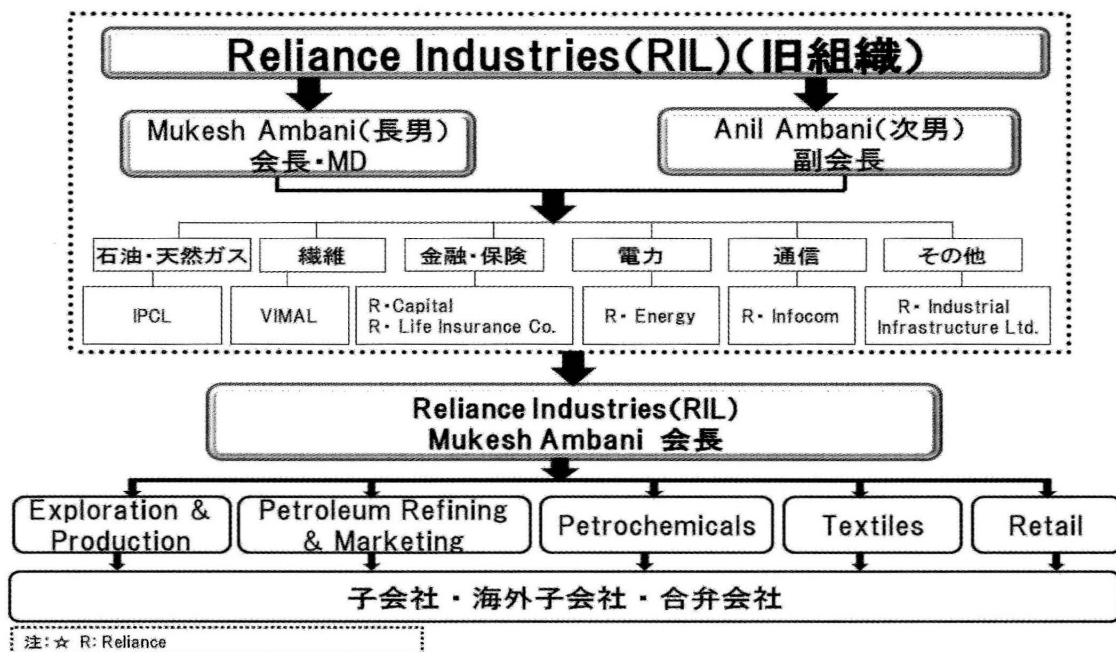 Reliance Industries(RIL)(旧組織)
Mukesh Ambani(長男)
会長・MD
Anil Ambani(次男)
副会長
石油・天然ガス
繊維
金融・保険
電力
通信
その他
IPCL
VIMAL
R・Capital
R・Life Insurance Co.
R・Energy
R・Infocom
R・Industrial
Infrastructure Ltd.
Reliance Industries(RIL)
Mukesh Ambani 会長
Exploration &
Production
Petroleum Refining
& Marketing
Petrochemicals
Textiles
Retail
子会社・海外子会社・合弁会社
注:☆ R: Reliance